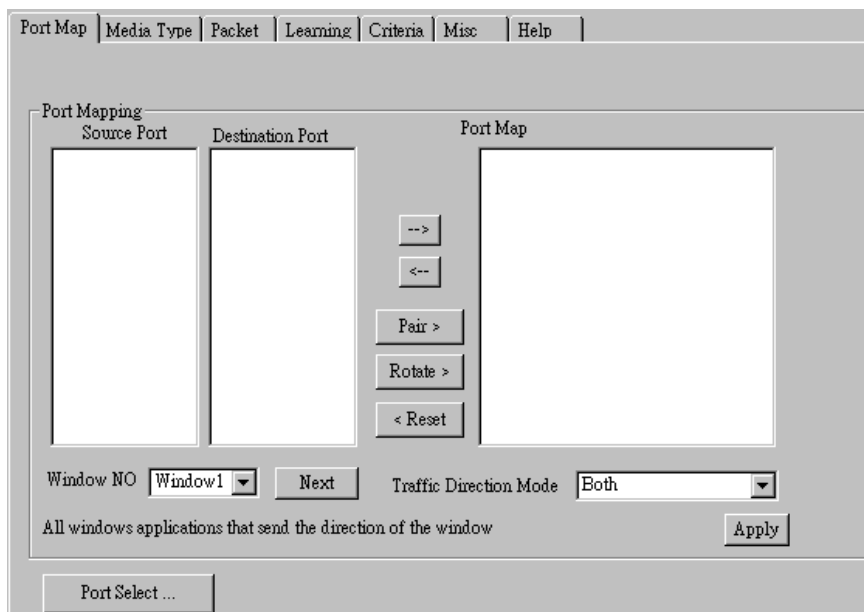 Port Map Media Type Packet Learning Criteria Misc Help
Port Mapping
Source Port Destination Port Port Map
-->
<--
Pair >
Rotate >
< Reset
Window NO Window1 Next Traffic Direction Mode Both
All windows applications that send the direction of the window Apply
Port Select ...